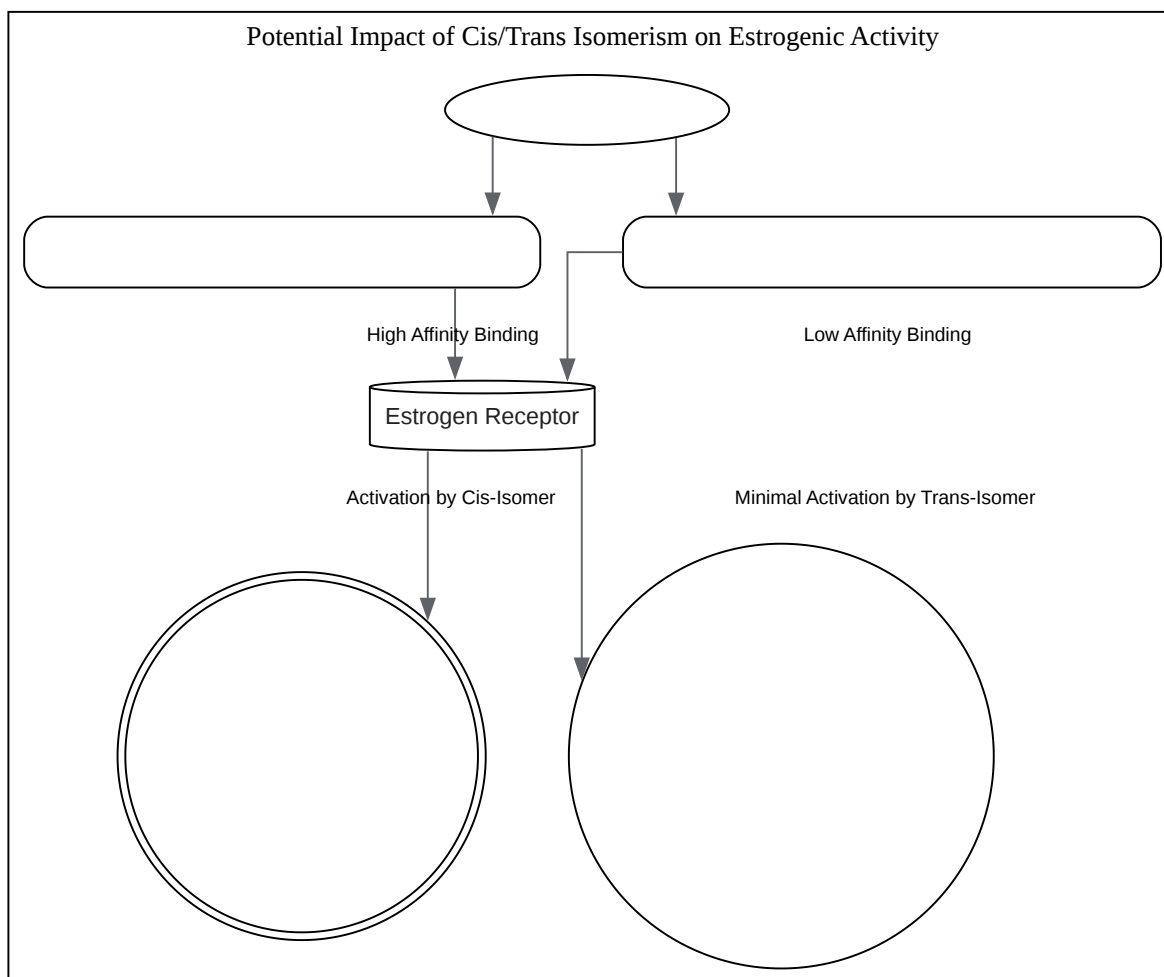 Potential Impact of Cis/Trans Isomerism on Estrogenic Activity
High Affinity Binding
Low Affinity Binding
Estrogen Receptor
Activation by Cis-Isomer
Minimal Activation by Trans-Isomer